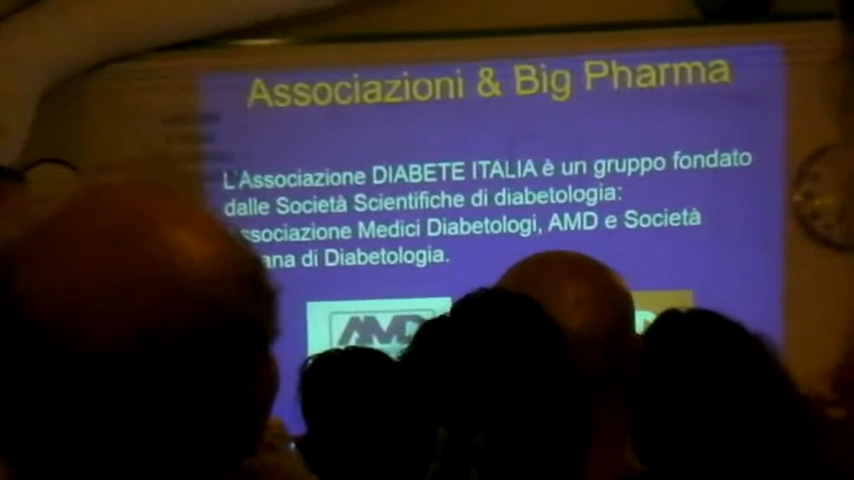 Associazioni & Big Pharma
L'Associazione DIABETE ITALIA è un gruppo fondato
dalle Società Scientifiche di diabetologia:
Associazione Medici Diabetologi, AMD e Società
ana di Diabetologia.
AMD